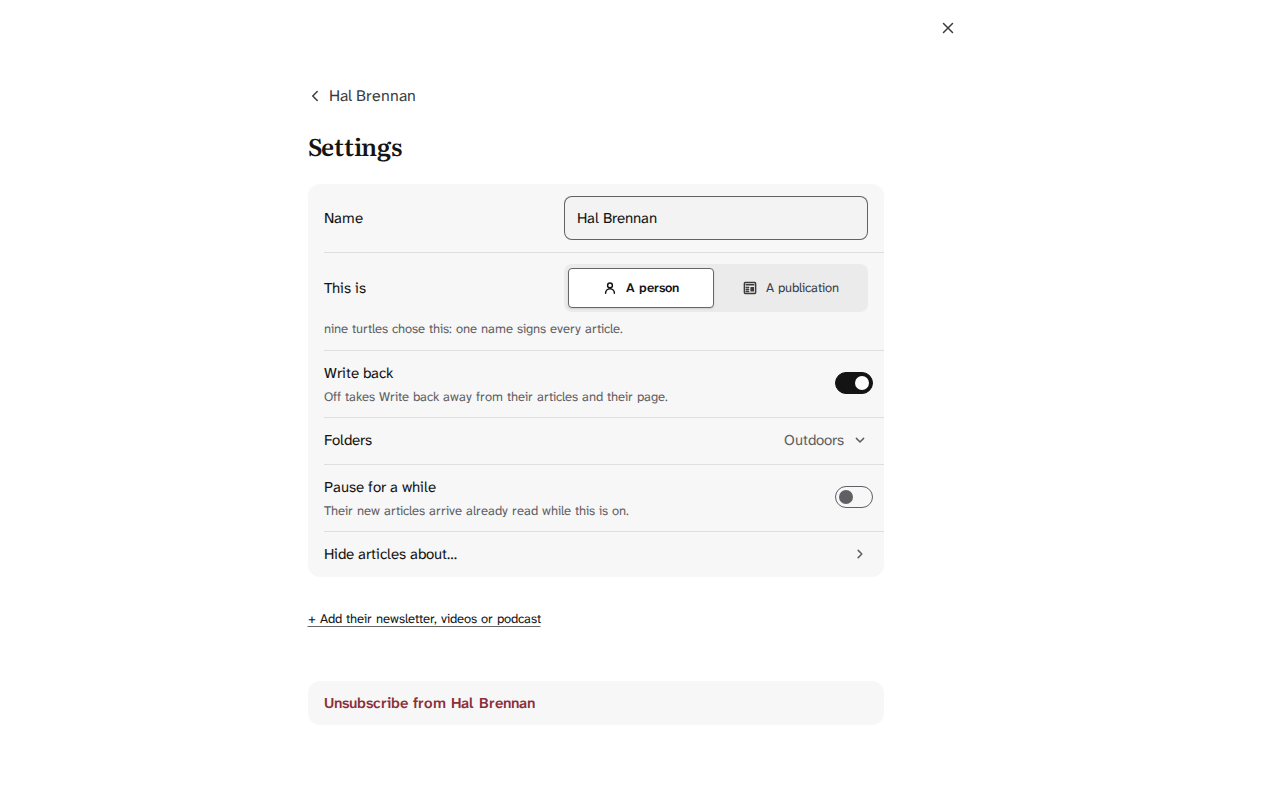 Hal Brennan
Settings
Name
Hal Brennan
This is
A person
A publication
nine turtles chose this: one name signs every article.
Write back
Off takes Write back away from their articles and their page.
Folders
Outdoors
Pause for a while
Their new articles arrive already read while this is on.
Hide articles about…
+ Add their newsletter, videos or podcast
Unsubscribe from Hal Brennan